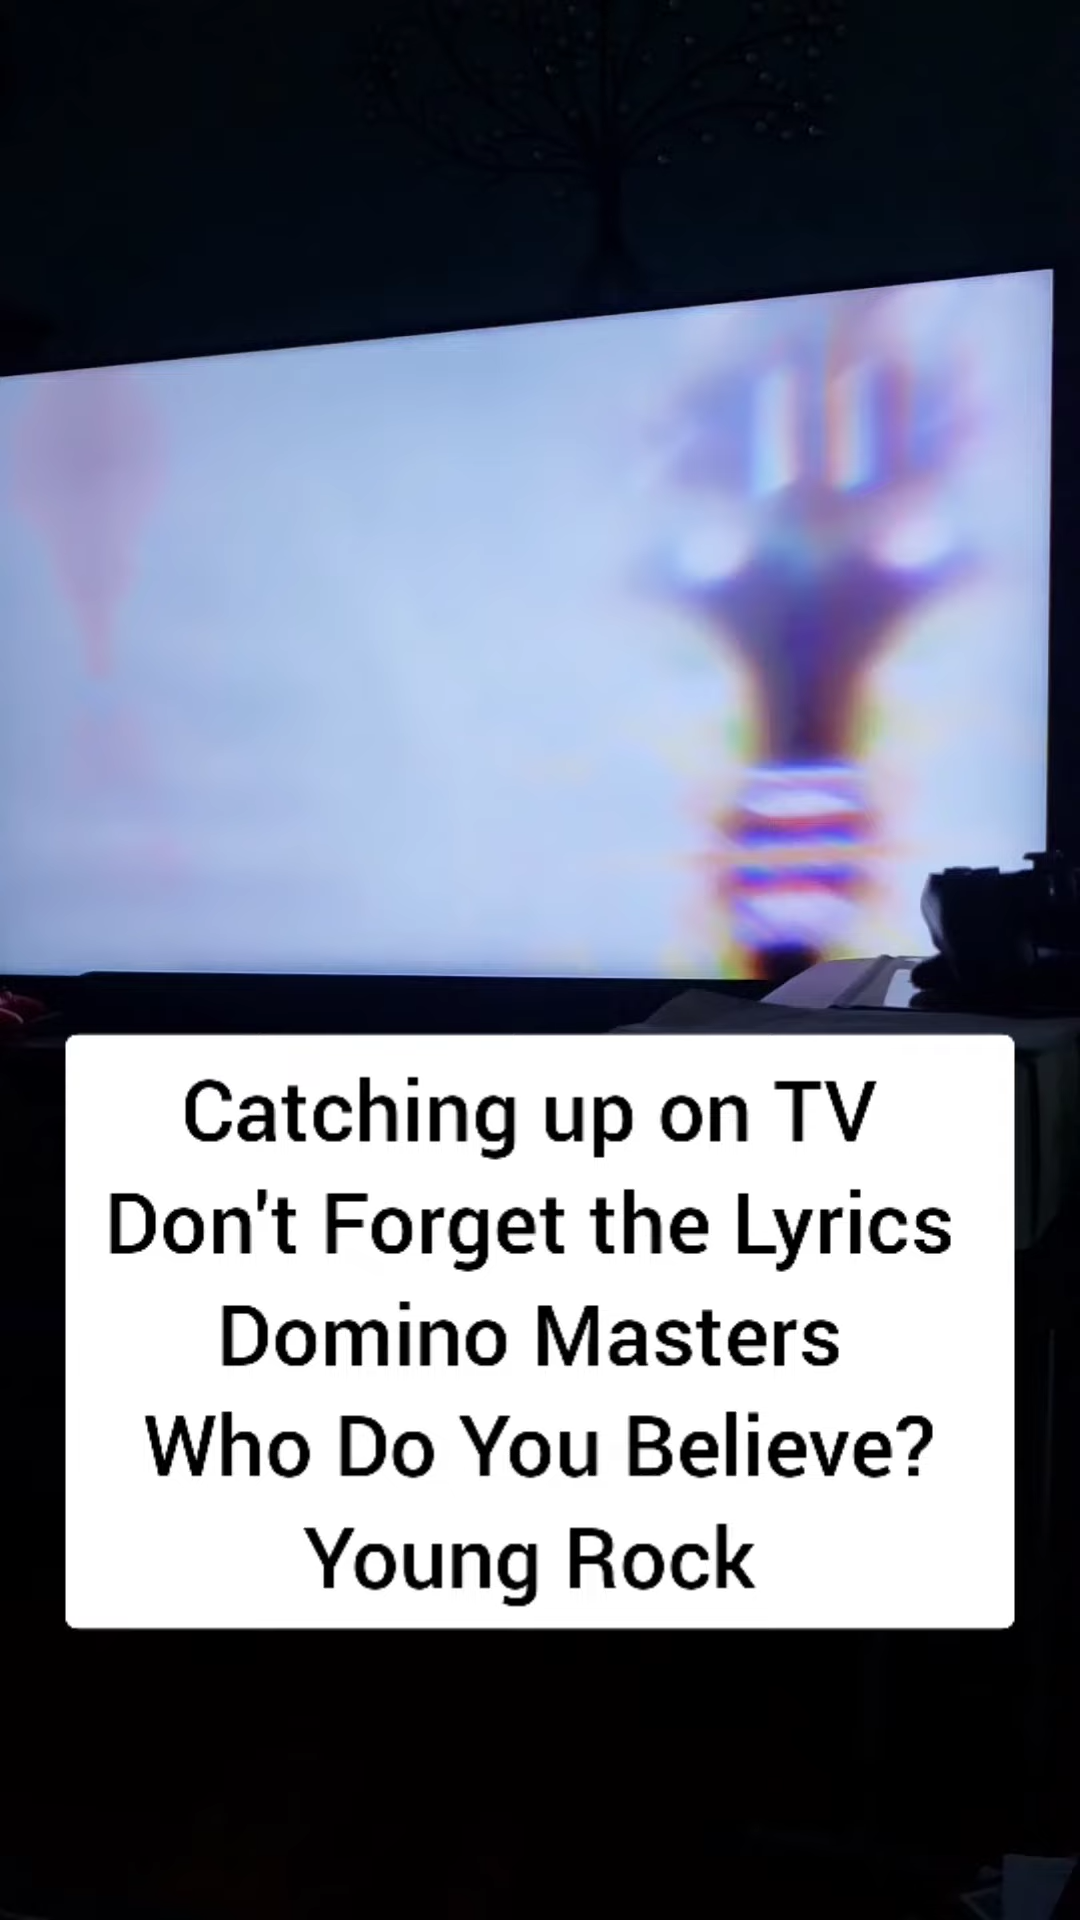 Catching up on TV
Don't Forget the Lyrics
Domino Masters
Who Do You Believe?
Young Rock